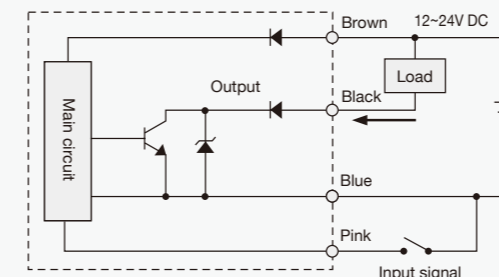 Brown
12~24V DC
Load
Output
Black
Main circuit
Blue
Pink
Input signal